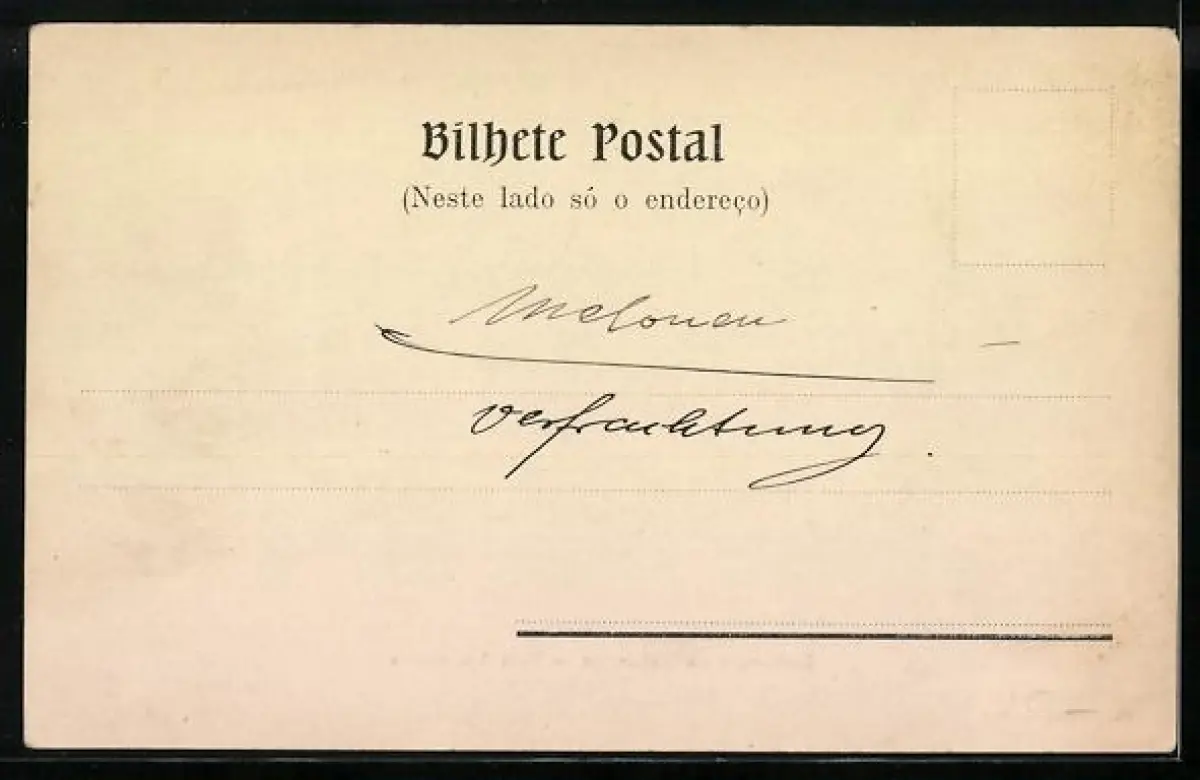 Bilhete Postal
(Neste lado só o endereço)
Melonen -
Verfrachtung.